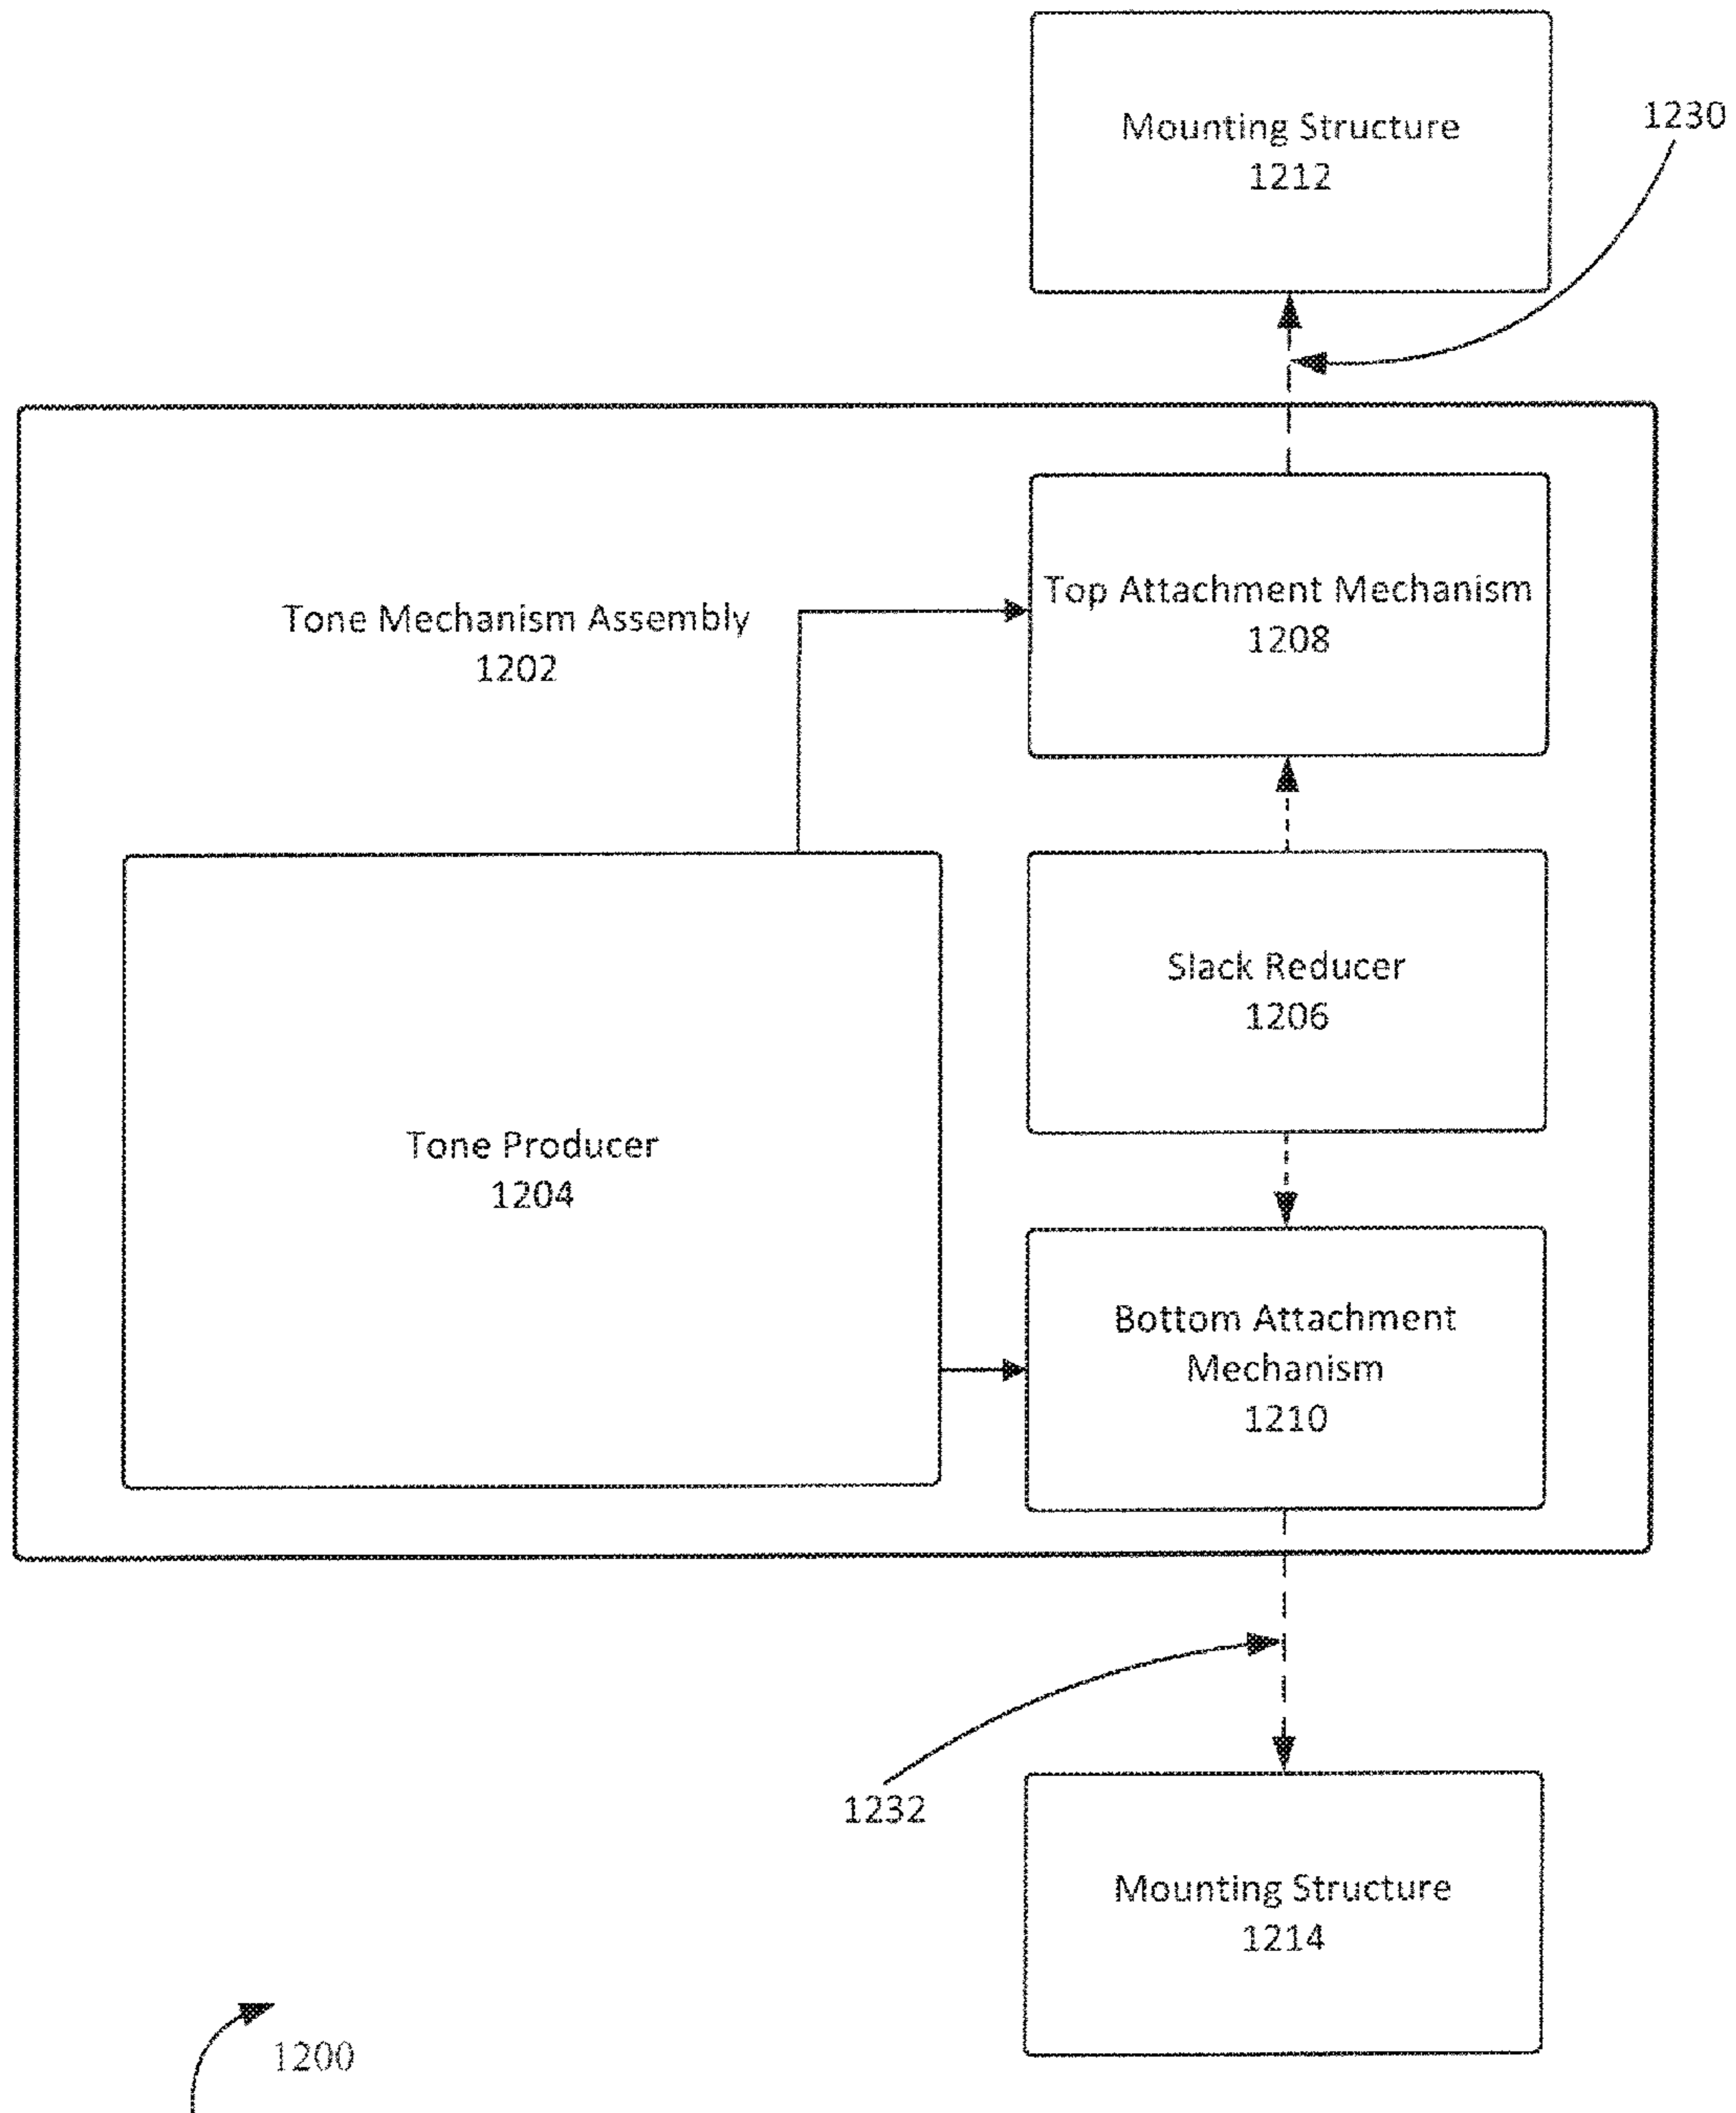 Mounting Structure
1212
1230
Tone Mechanism Assembly
1202
Top Attachment Mechanism
1208
Slack Reducer
1206
Tone Producer
1204
Bottom Attachment
Mechanism
1210
1232
Mounting Structure
1214
1200